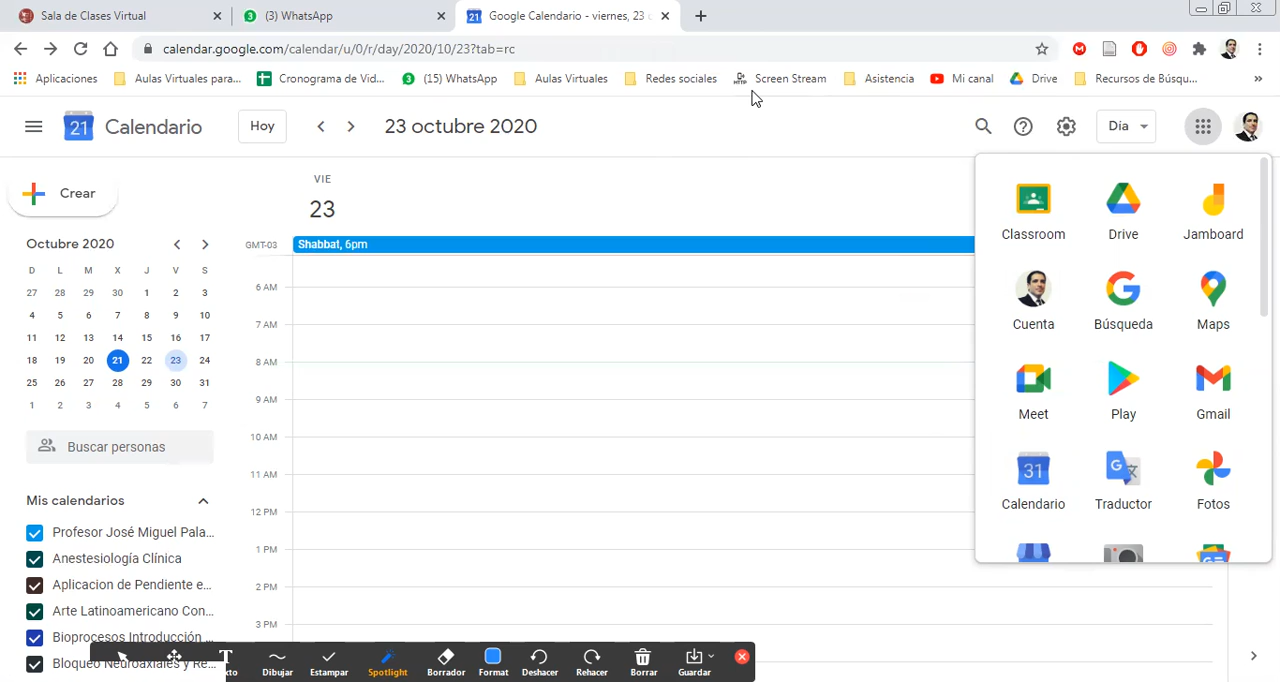 Sala de Clases Virtual
(3) WhatsApp
Google Calendario - viernes, 23
calendar.google.com/calendar/u/0/r/day/2020/10/23?tab=rc
Aplicaciones Aulas Virtuales para... Cronograma de Vid... (15) WhatsApp Aulas Virtuales Redes sociales Screen Stream Asistencia Mi canal Drive Recursos de Búsqu... »
21 Calendario Hoy 23 octubre 2020 Día
VIE
23
GMT-03 Shabbat, 6pm
Crear
Octubre 2020
D L M X J V S
27 28 29 30 1 2 3
4 5 6 7 8 9 10
11 12 13 14 15 16 17
18 19 20 21 22 23 24
25 26 27 28 29 30 31
1 2 3 4 5 6 7
Buscar personas
Mis calendarios
Profesor José Miguel Pala...
Anestesiología Clínica
Aplicacion de Pendiente e...
Arte Latinoamericano Con...
Bioprocesos Introducción ...
Bloqueo Neuroaxiales y Re...
6 AM
7 AM
8 AM
9 AM
10 AM
11 AM
12 PM
1 PM
2 PM
3 PM
Classroom Drive Jamboard
Cuenta Búsqueda Maps
Meet Play Gmail
31
Calendario Traductor Fotos
xto Dibujar Estampar Spotlight Borrador Format Deshacer Rehacer Borrar Guardar